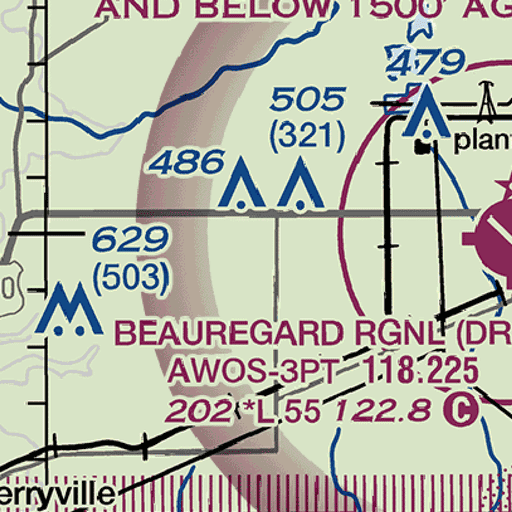 AND BELOW 1500' AG
479
505
(321)
plant
486
629
(503)
0
BEAUREGARD RGNL (DR
AWOS-3PT 118.225
202 *L 55 122.8 C
erryville